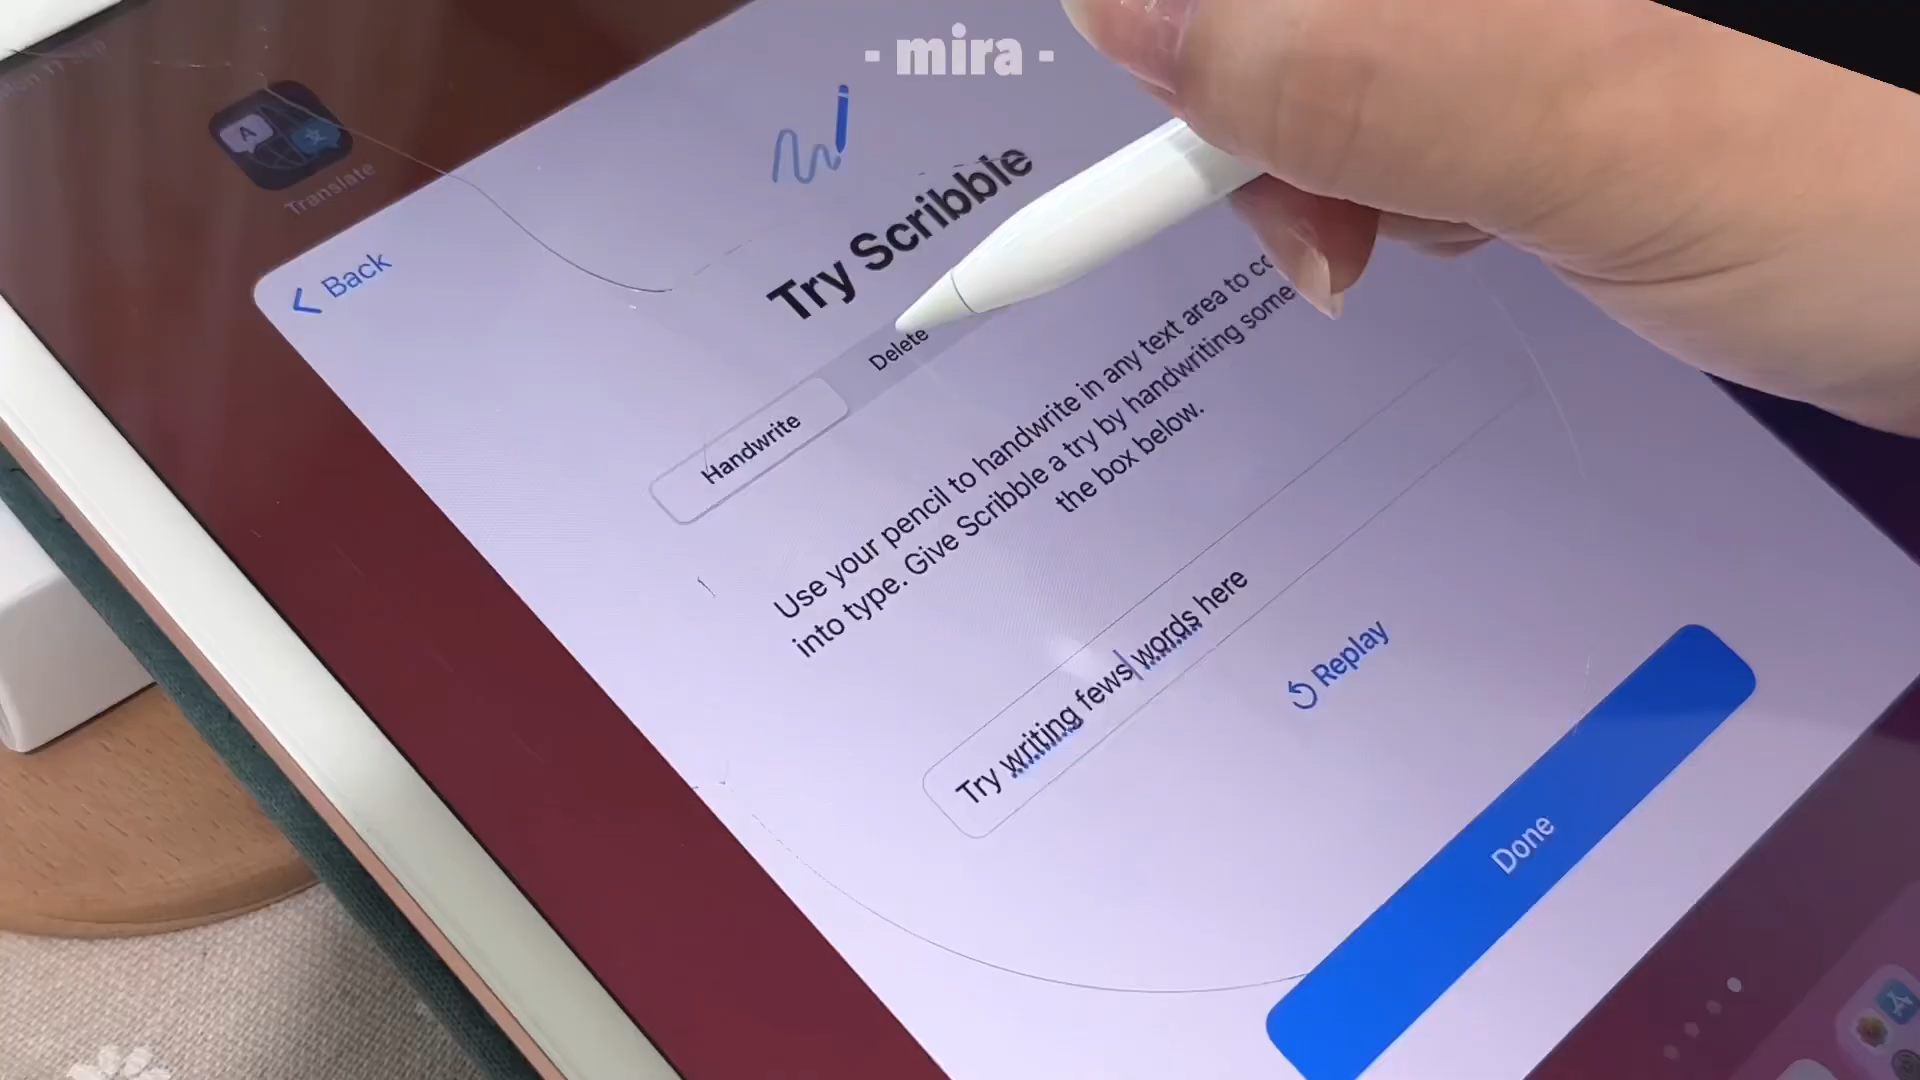 - mira -
Translate
Back
Try Scribble
Handwrite
Delete
Use your pencil to handwrite in any text area to
into type. Give Scribble a try by handwriting some
the box below.
Try writing fews words here
Replay
Done